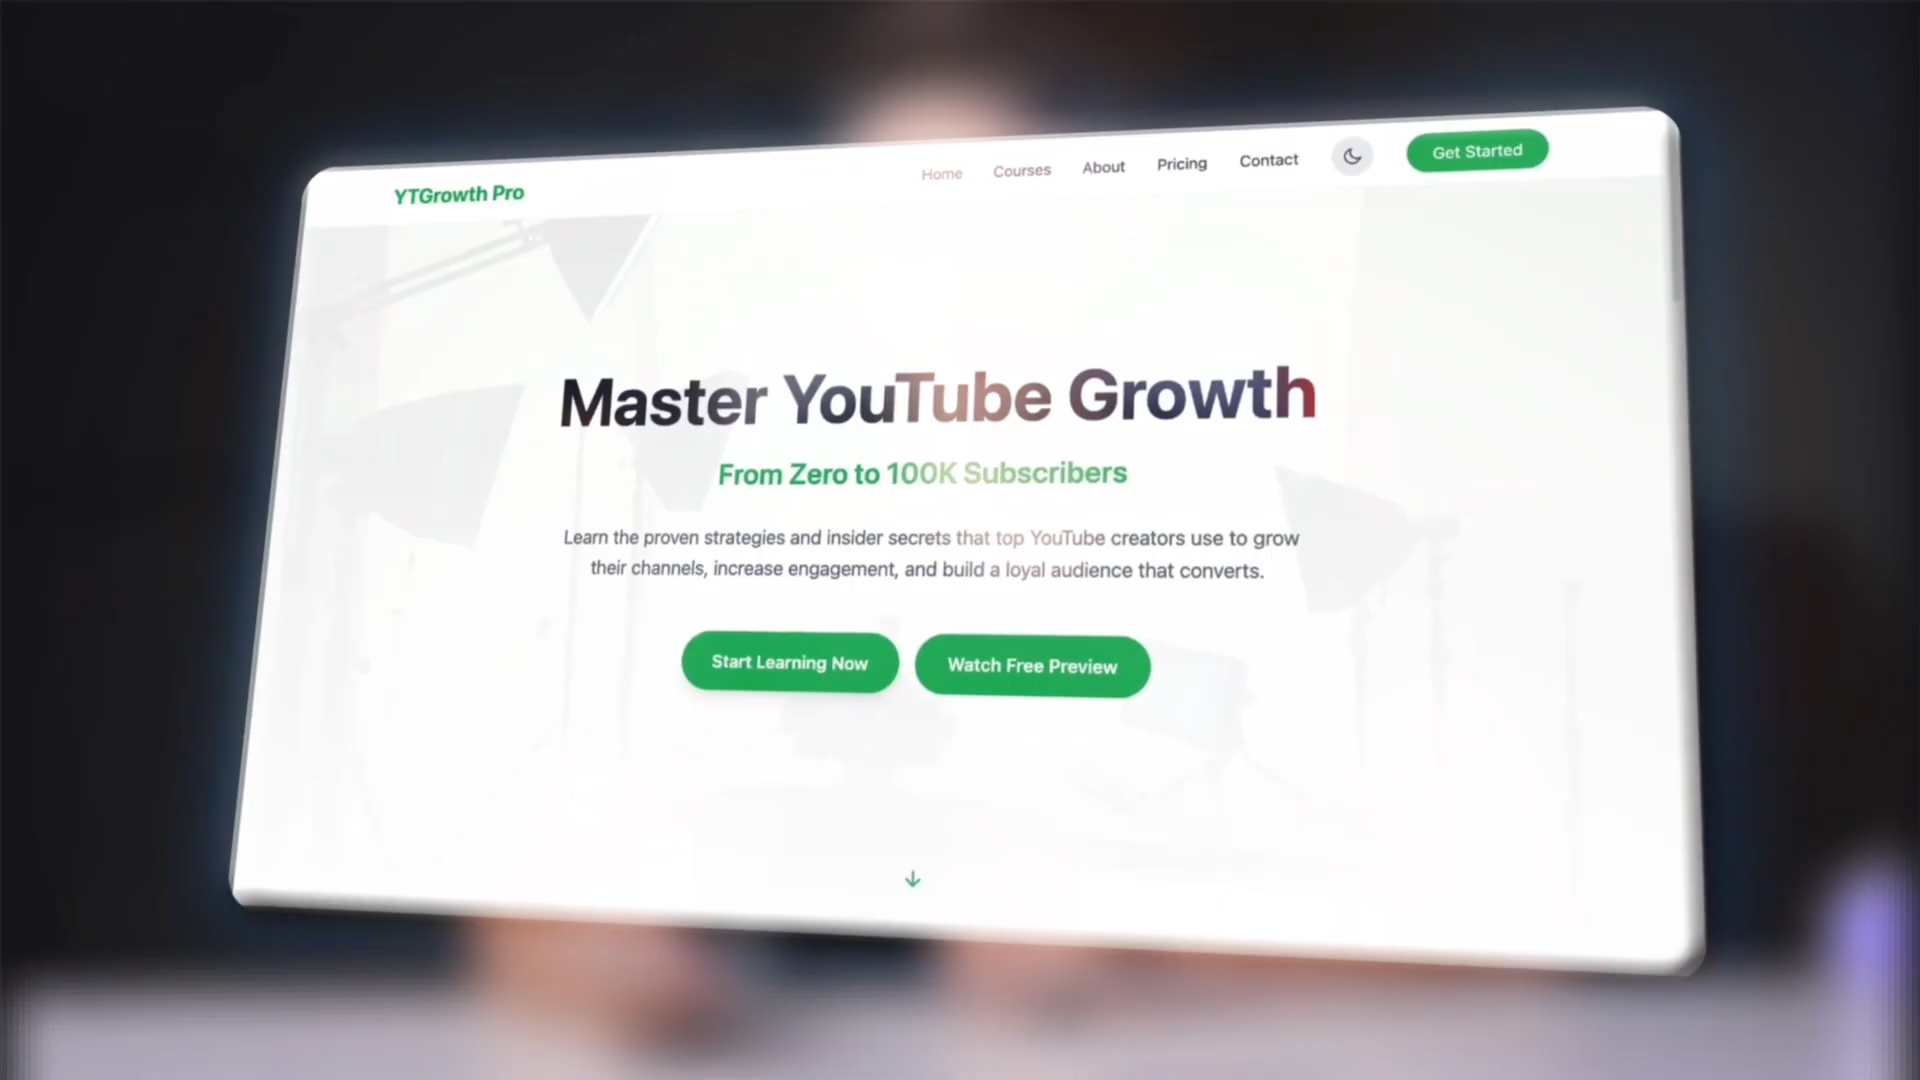 YTGrowth Pro
Home Courses About Pricing Contact Get Started
Master YouTube Growth
From Zero to 100K Subscribers
Learn the proven strategies and insider secrets that top YouTube creators use to grow
their channels, increase engagement, and build a loyal audience that converts.
Start Learning Now Watch Free Preview